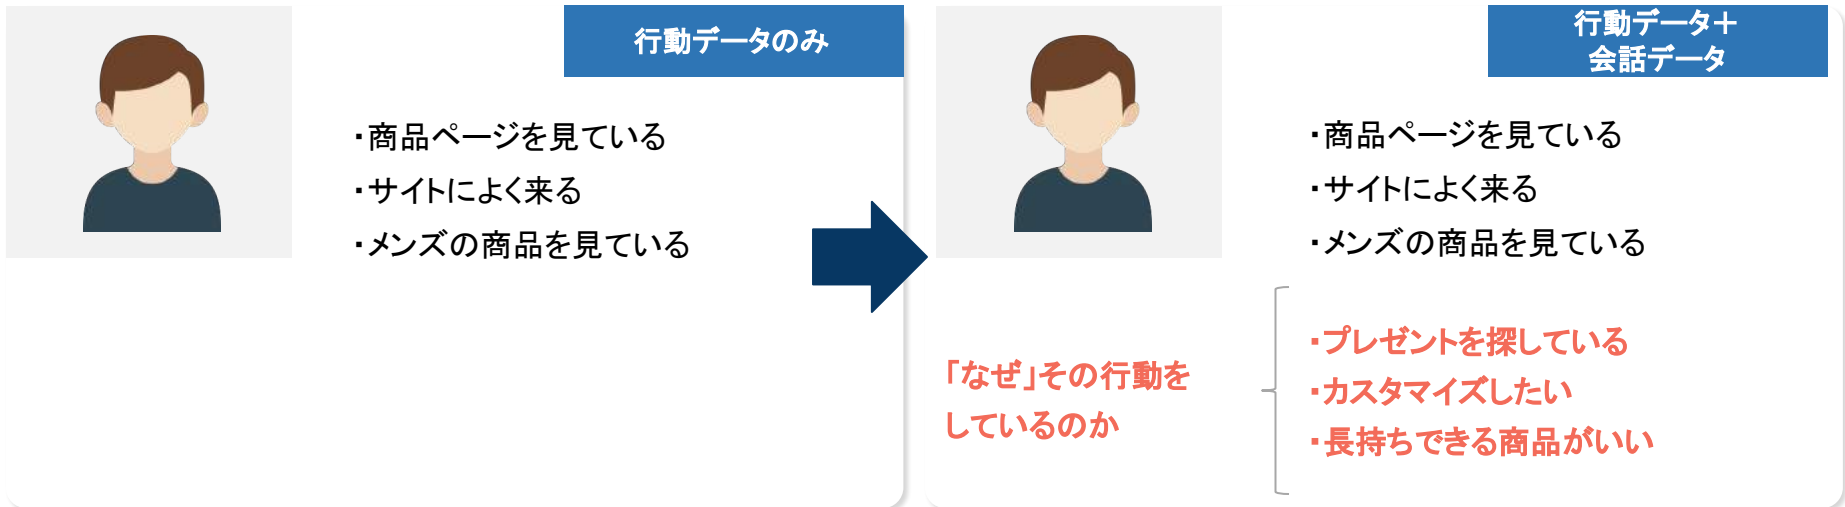 行動データのみ
・商品ページを見ている
・サイトによく来る
・メンズの商品を見ている
行動データ＋
会話データ
・商品ページを見ている
・サイトによく来る
・メンズの商品を見ている
「なぜ」その行動を
しているのか
・プレゼントを探している
・カスタマイズしたい
・長持ちできる商品がいい